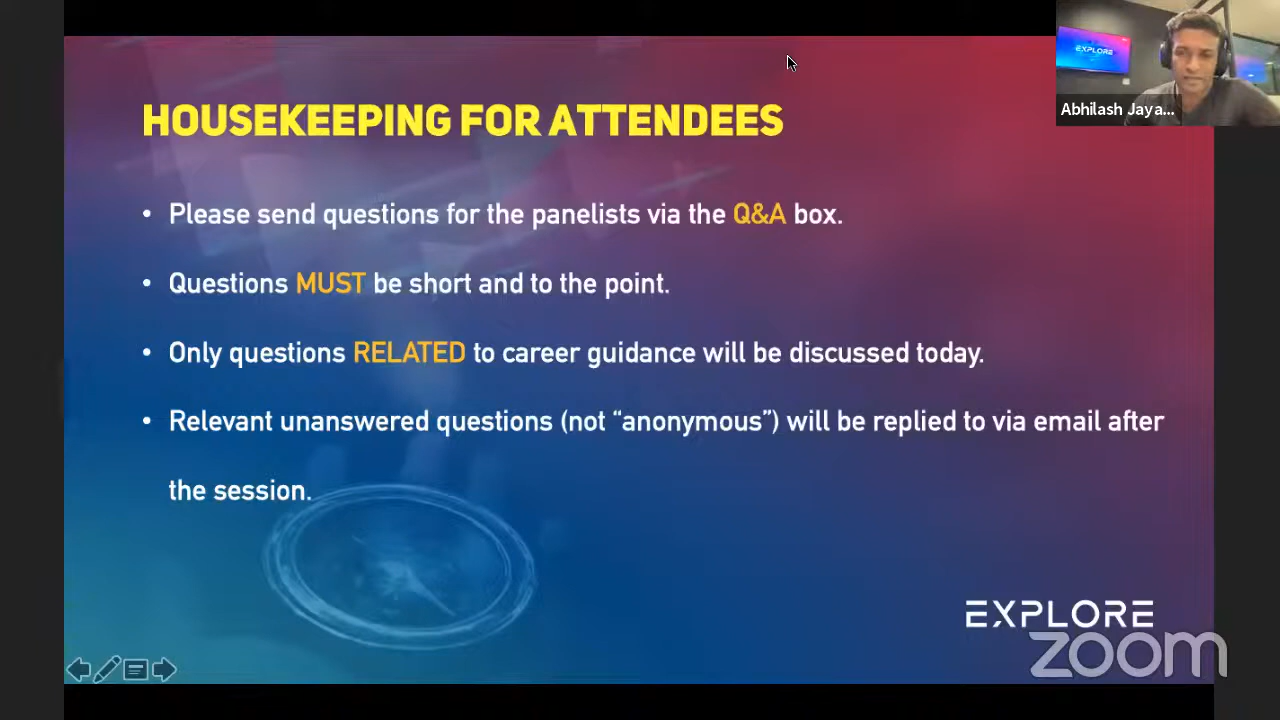 HOUSEKEEPING FOR ATTENDEES
• Please send questions for the panelists via the Q&A box.
• Questions MUST be short and to the point.
• Only questions RELATED to career guidance will be discussed today.
• Relevant unanswered questions (not “anonymous”) will be replied to via email after
the session.
EXPLORE
Abhilash Jaya...
EXPLORE
zoom